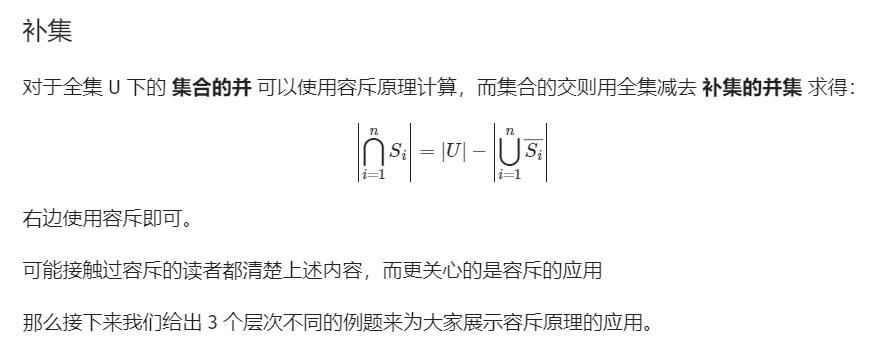 补集
对于全集 U 下的 集合的并 可以使用容斥原理计算，而集合的交则用全集减去 补集的并集 求得：
$$\left|\bigcap_{i=1}^{n} S_i\right| = |U| - \left|\bigcup_{i=1}^{n} \overline{S_i}\right|$$
右边使用容斥即可。
可能接触过容斥的读者都清楚上述内容，而更关心的是容斥的应用
那么接下来我们给出 3 个层次不同的例题来为大家展示容斥原理的应用。